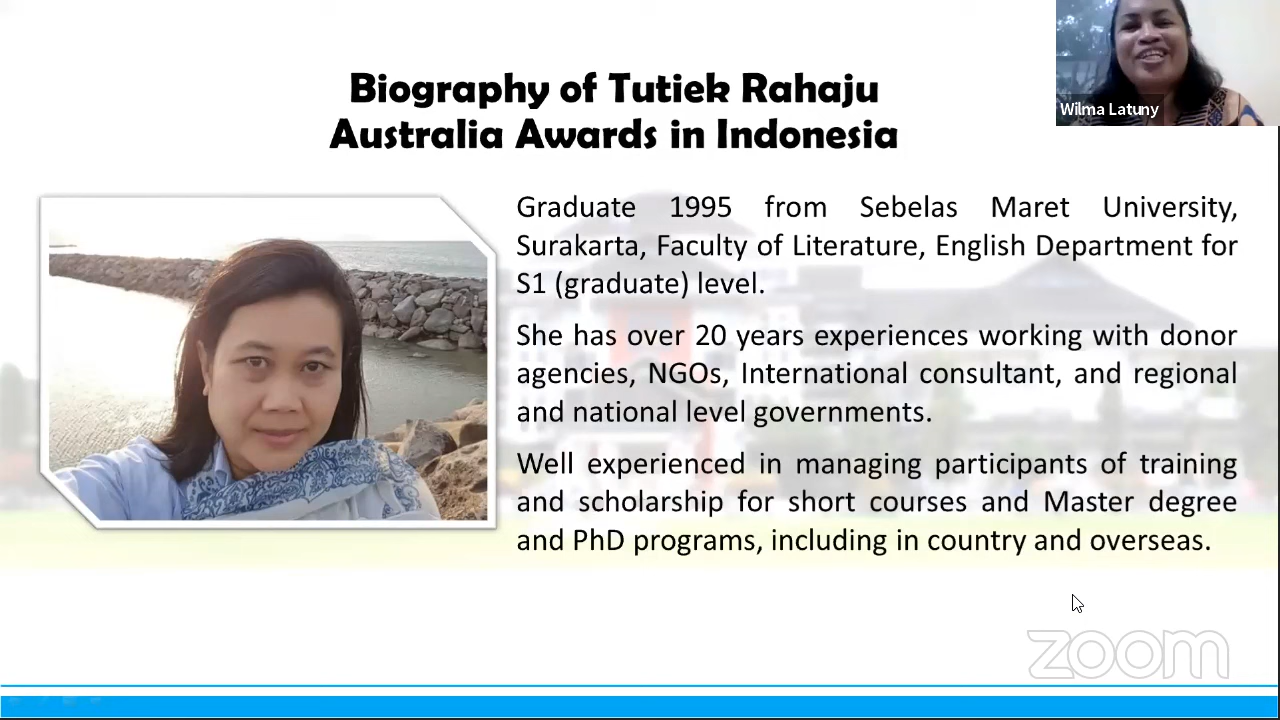 Biography of Tutiek Rahaju
Australia Awards in Indonesia
Wilma Latuny
Graduate 1995 from Sebelas Maret University,
Surakarta, Faculty of Literature, English Department for
S1 (graduate) level.
She has over 20 years experiences working with donor
agencies, NGOs, International consultant, and regional
and national level governments.
Well experienced in managing participants of training
and scholarship for short courses and Master degree
and PhD programs, including in country and overseas.
zoom